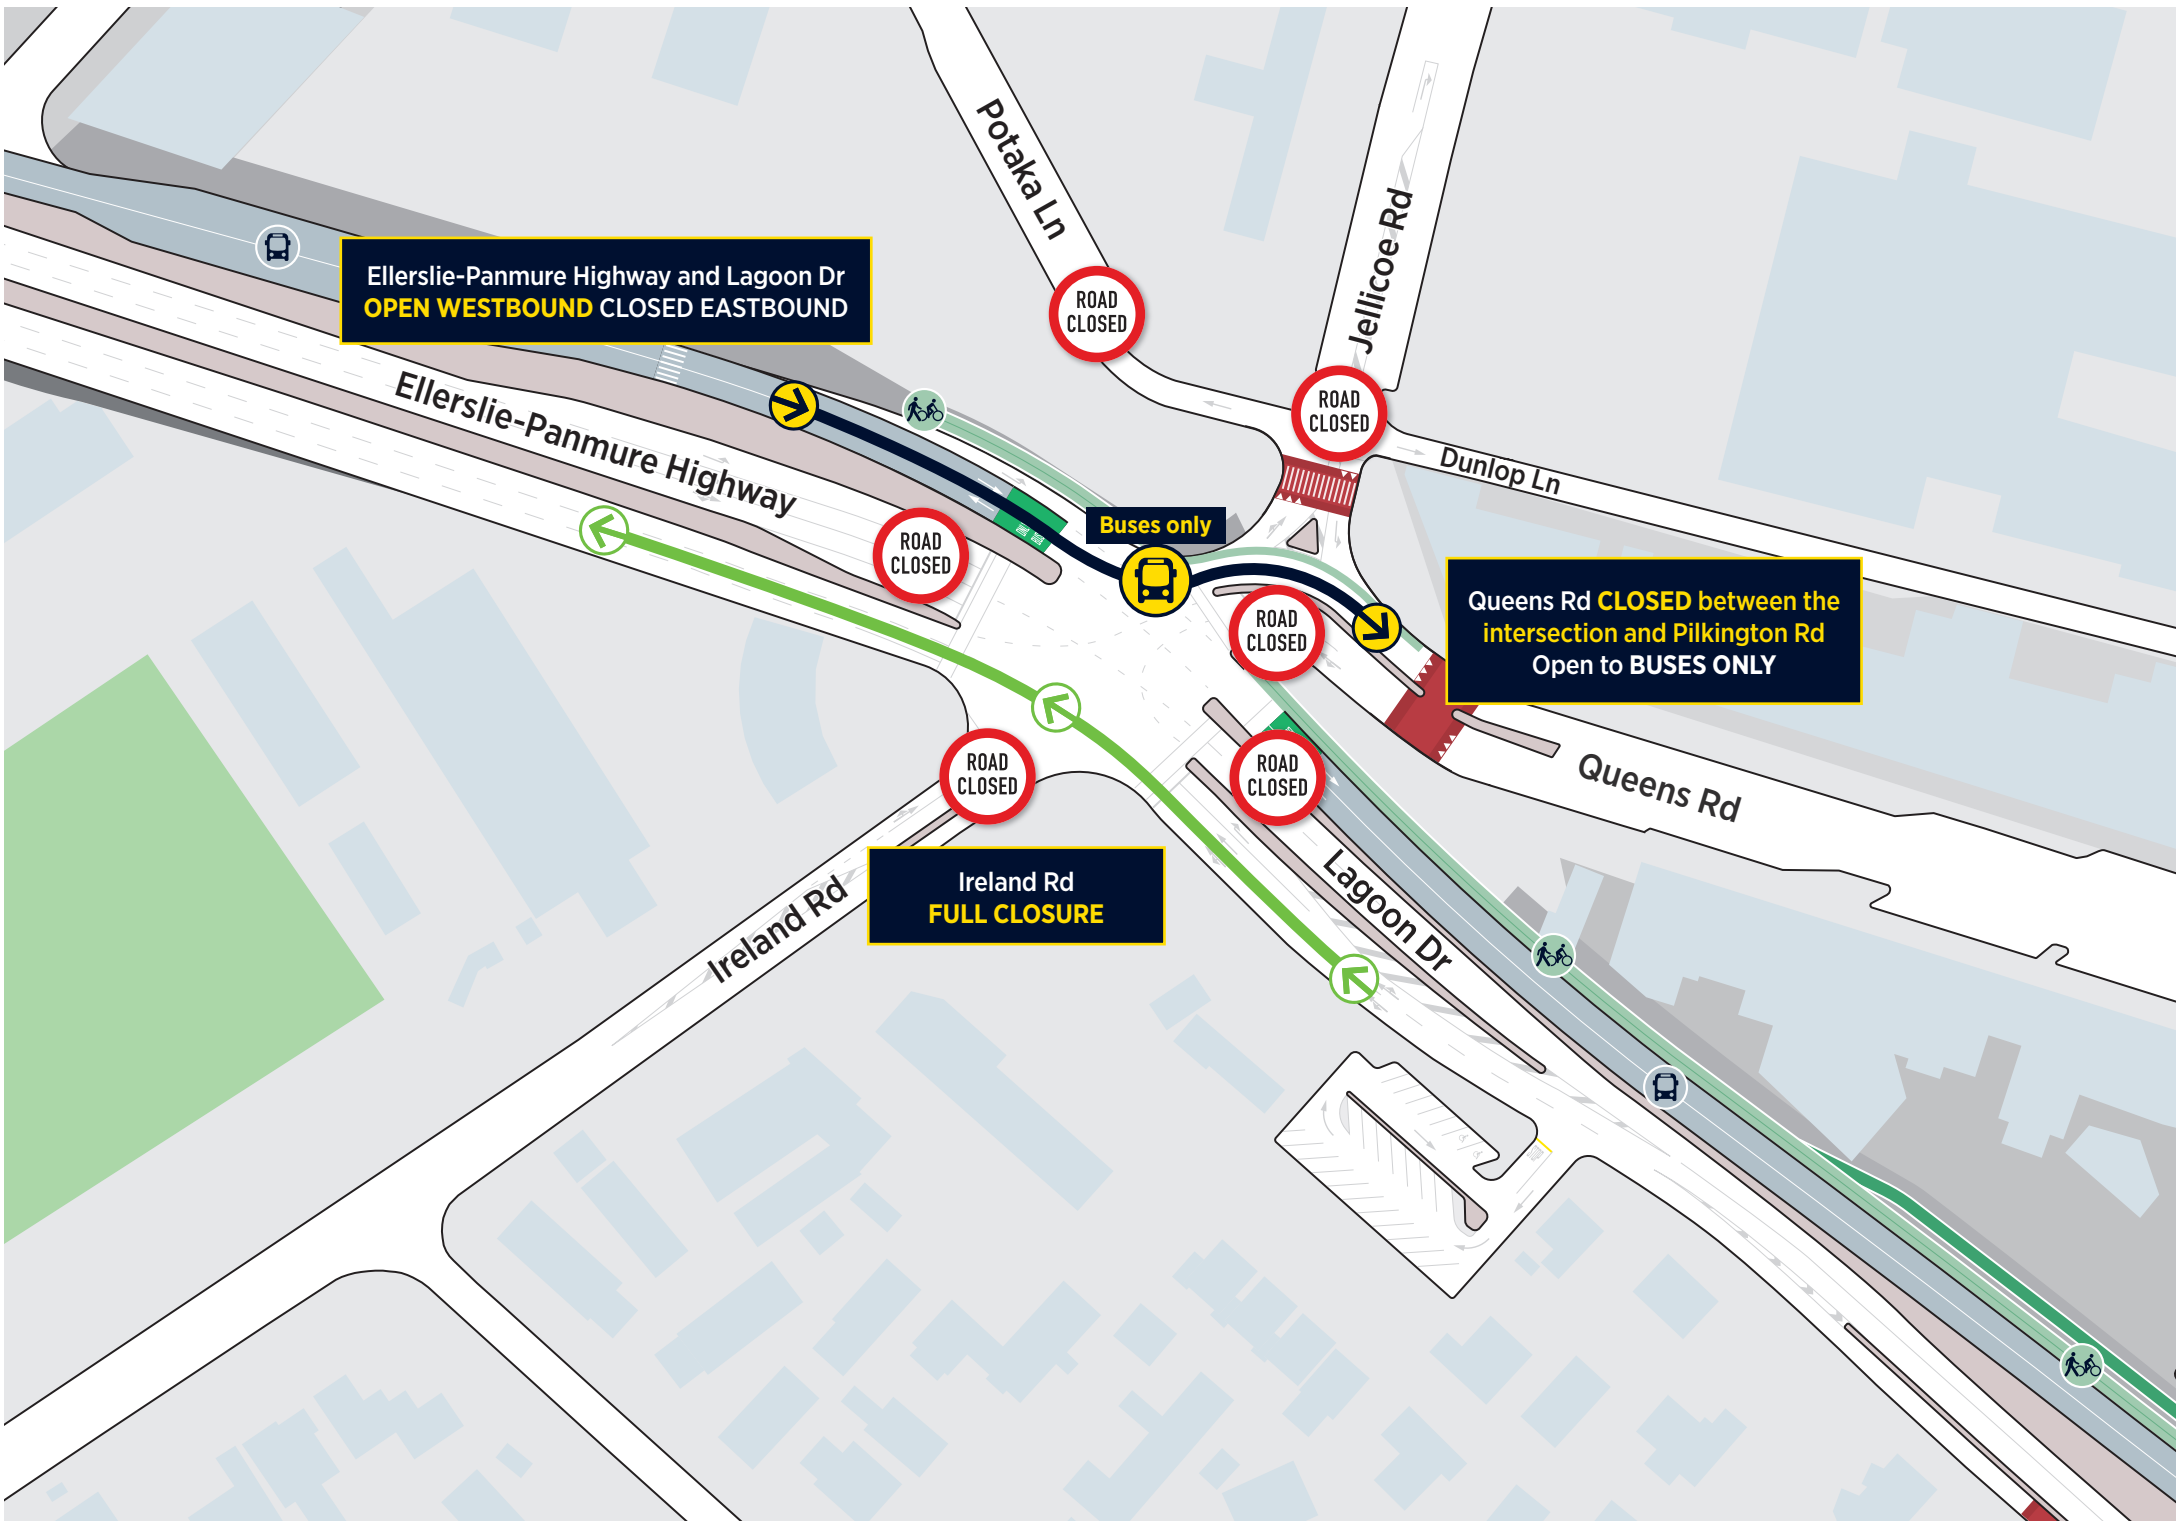 Potaka Ln
Jellicoe Rd
Ellerslie-Panmure Highway and Lagoon Dr
OPEN WESTBOUND CLOSED EASTBOUND
ROAD
CLOSED
ROAD
CLOSED
Ellerslie-Panmure Highway
Dunlop Ln
Buses only
ROAD
CLOSED
ROAD
CLOSED
Queens Rd CLOSED between the
intersection and Pilkington Rd
Open to BUSES ONLY
ROAD
CLOSED
ROAD
CLOSED
Queens Rd
Ireland Rd
FULL CLOSURE
Ireland Rd
Lagoon Dr